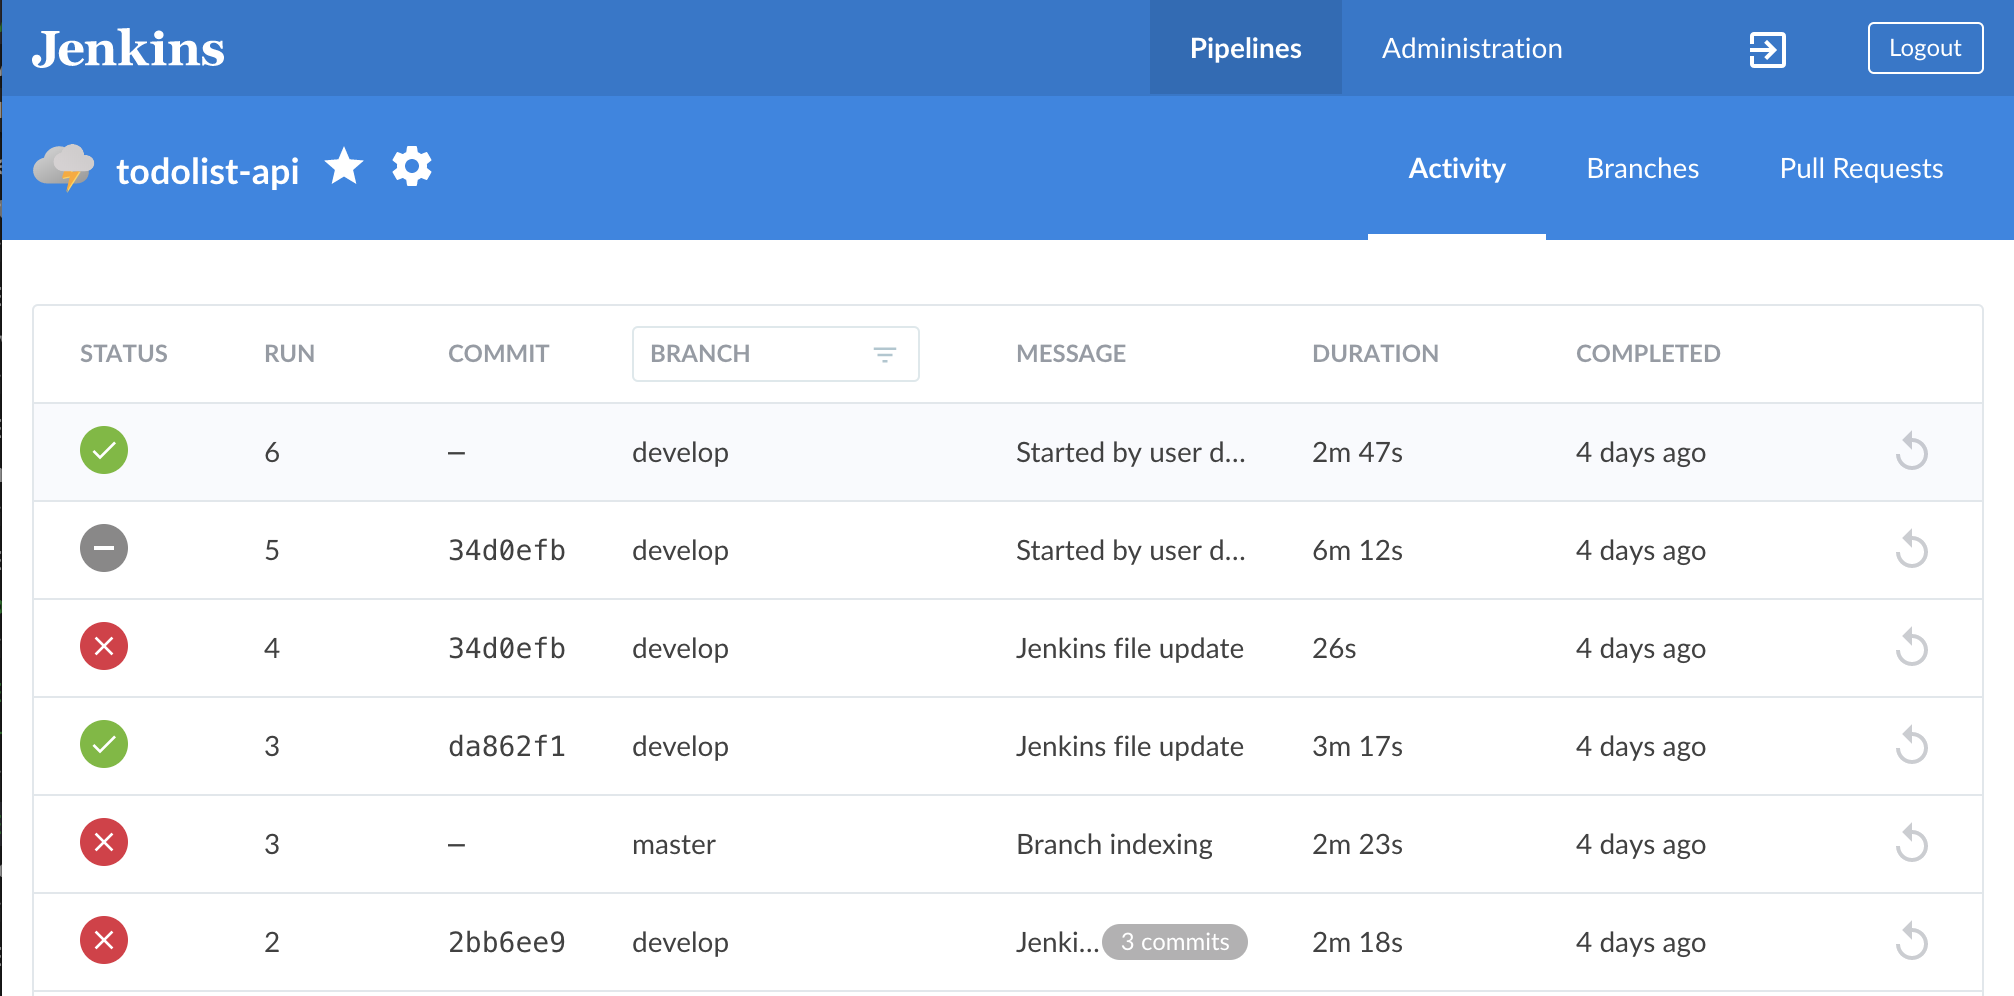 Jenkins Pipelines Administration Logout
todolist-api Activity Branches Pull Requests
STATUS RUN COMMIT BRANCH MESSAGE DURATION COMPLETED
6 – develop Started by user d... 2m 47s 4 days ago
5 34d0efb develop Started by user d... 6m 12s 4 days ago
4 34d0efb develop Jenkins file update 26s 4 days ago
3 da862f1 develop Jenkins file update 3m 17s 4 days ago
3 – master Branch indexing 2m 23s 4 days ago
2 2bb6ee9 develop Jenki... 3 commits 2m 18s 4 days ago